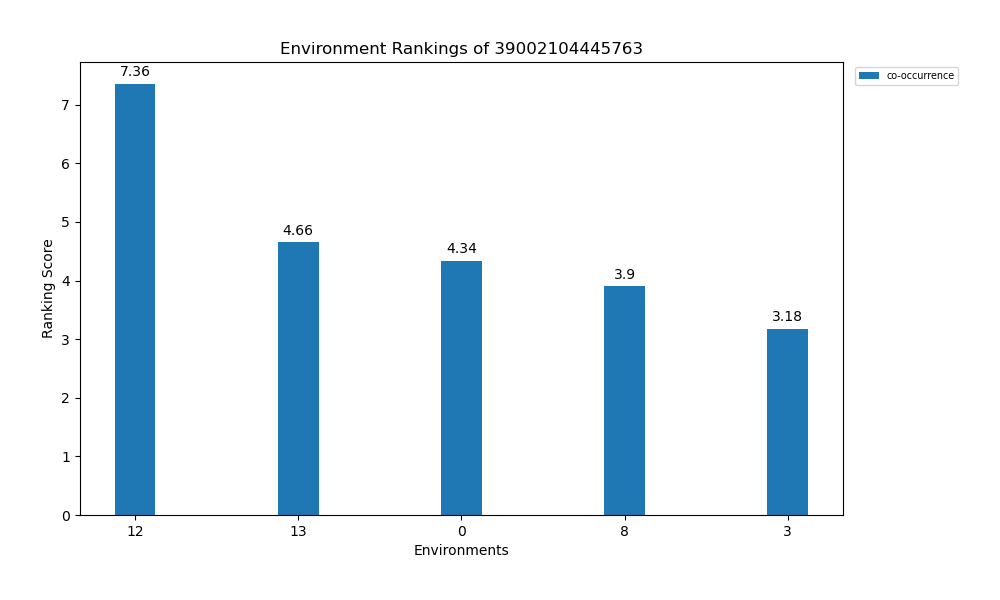 Environment Rankings of 39002104445763
co-occurrence
7.36
4.66
4.34
3.9
3.18
Ranking Score
7
6
5
4
3
2
1
0
12 13 0 8 3
Environments